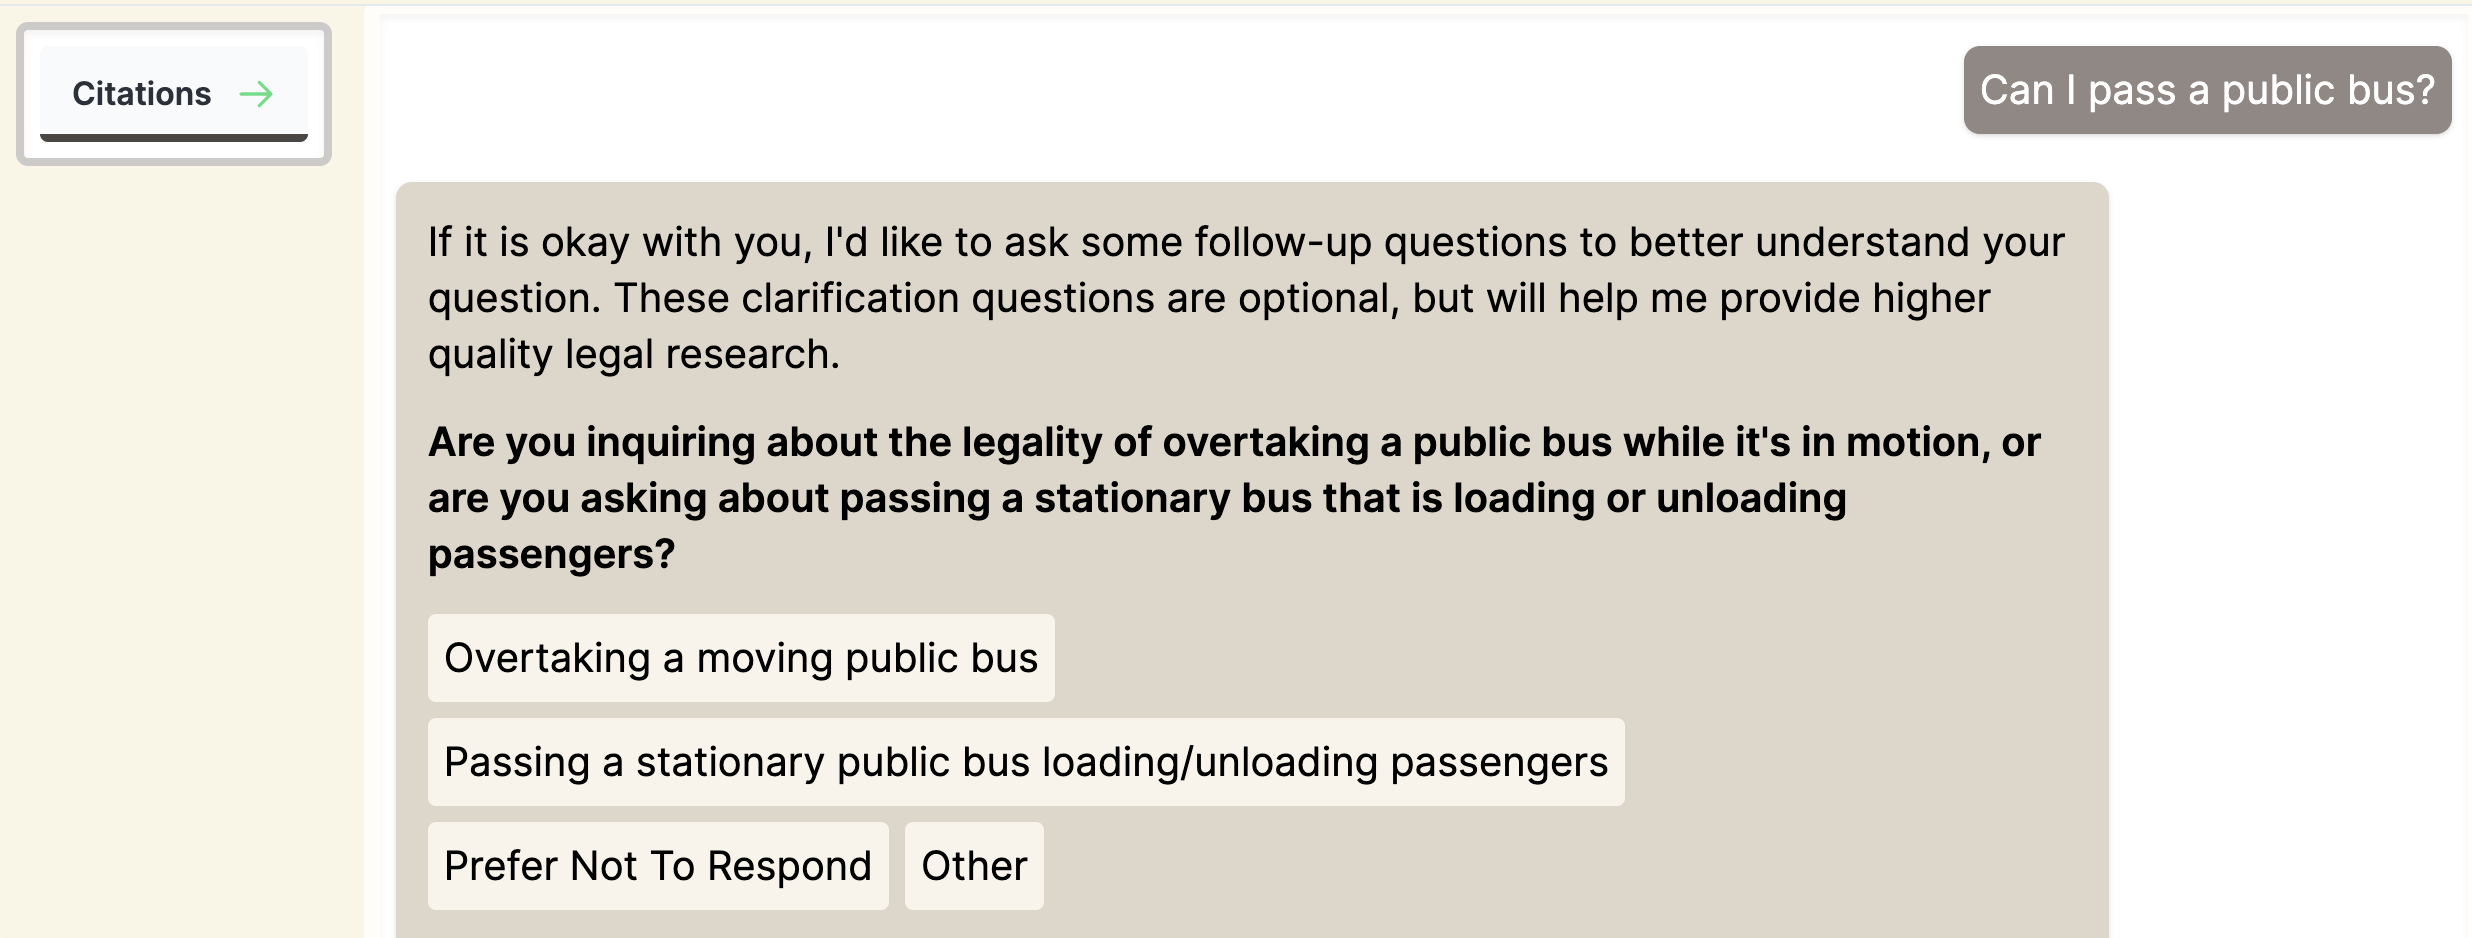 Citations
Can I pass a public bus?
If it is okay with you, I'd like to ask some follow-up questions to better understand your
question. These clarification questions are optional, but will help me provide higher
quality legal research.
Are you inquiring about the legality of overtaking a public bus while it's in motion, or
are you asking about passing a stationary bus that is loading or unloading
passengers?
Overtaking a moving public bus
Passing a stationary public bus loading/unloading passengers
Prefer Not To Respond
Other